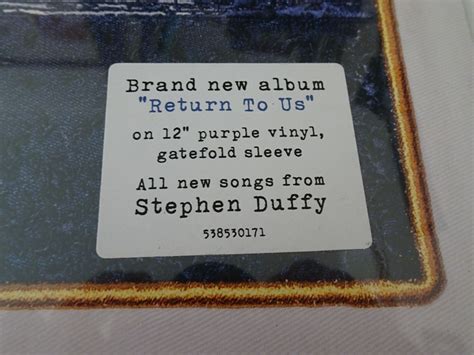 Brand new album
"Return To Us"
on 12" purple vinyl,
gatefold sleeve
All new songs from
Stephen Duffy
538530171